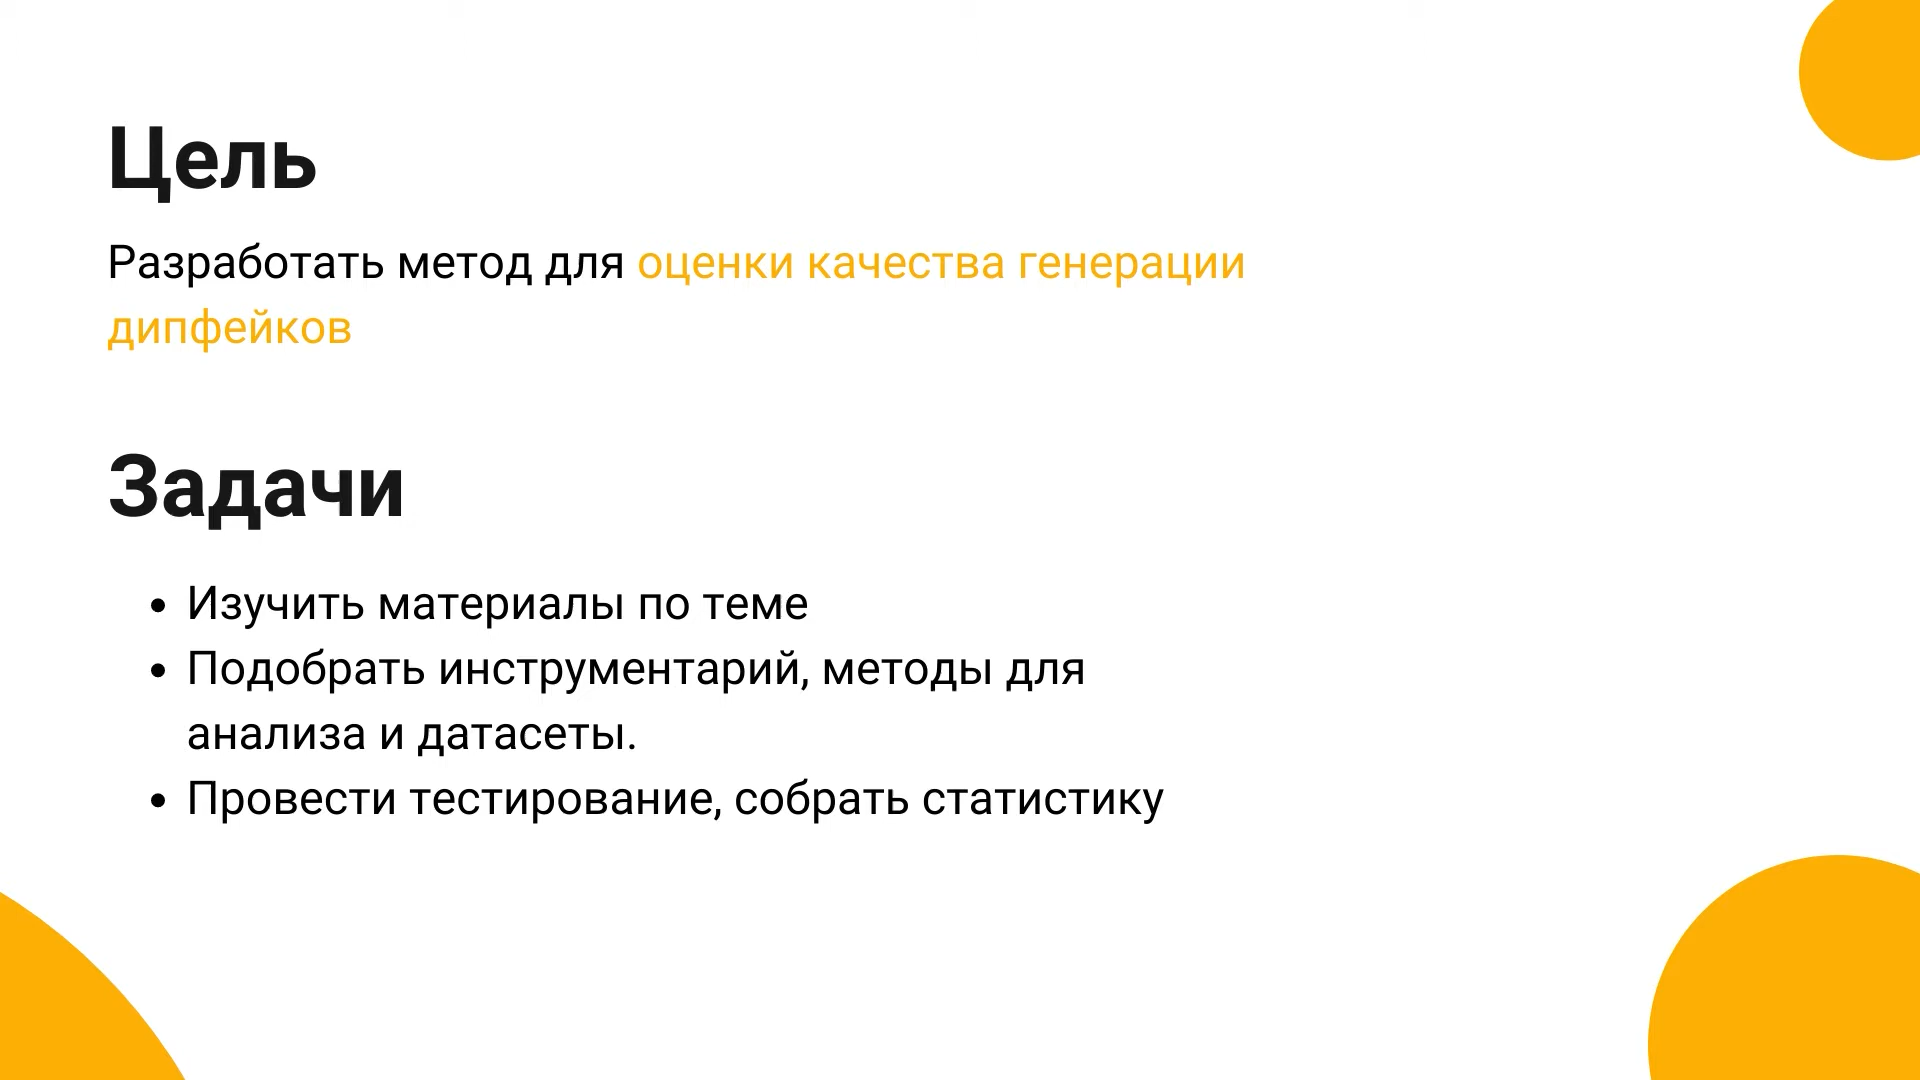 Цель
Разработать метод для оценки качества генерации
дипфейков
Задачи
• Изучить материалы по теме
• Подобрать инструментарий, методы для
анализа и датасеты.
• Провести тестирование, собрать статистику